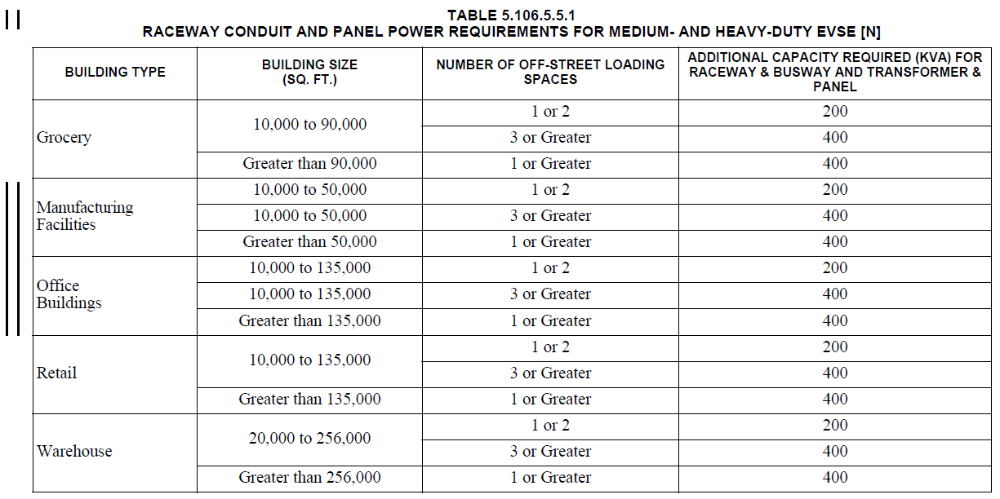 TABLE 5.106.5.5.1
RACEWAY CONDUIT AND PANEL POWER REQUIREMENTS FOR MEDIUM- AND HEAVY-DUTY EVSE [N]
BUILDING TYPE
BUILDING SIZE
(SQ. FT.)
NUMBER OF OFF-STREET LOADING
SPACES
ADDITIONAL CAPACITY REQUIRED (KVA) FOR
RACEWAY & BUSWAY AND TRANSFORMER &
PANEL
Grocery
10,000 to 90,000
1 or 2
200
3 or Greater
400
Greater than 90,000
1 or Greater
400
Manufacturing
Facilities
10,000 to 50,000
1 or 2
200
10,000 to 50,000
3 or Greater
400
Greater than 50,000
1 or Greater
400
Office
Buildings
10,000 to 135,000
1 or 2
200
10,000 to 135,000
3 or Greater
400
Greater than 135,000
1 or Greater
400
Retail
10,000 to 135,000
1 or 2
200
3 or Greater
400
Greater than 135,000
1 or Greater
400
Warehouse
20,000 to 256,000
1 or 2
200
3 or Greater
400
Greater than 256,000
1 or Greater
400